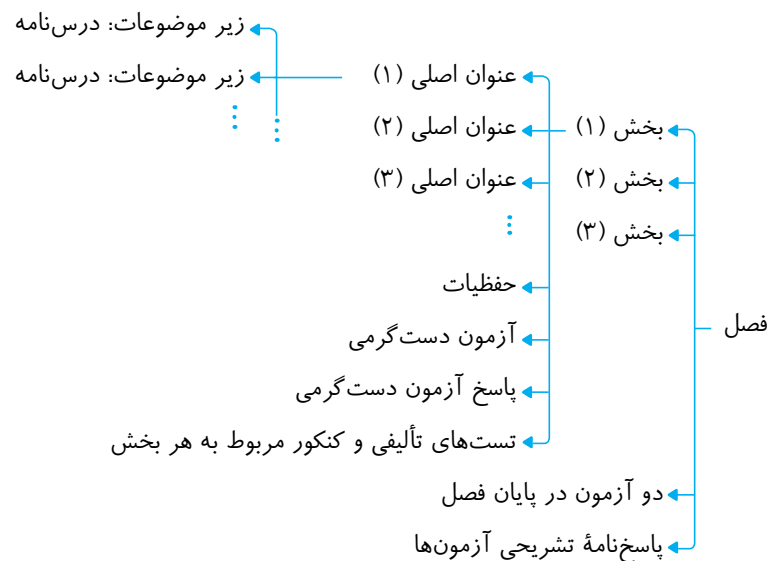 زیر موضوعات: درس‌نامه
عنوان اصلی (۱) زیر موضوعات: درس‌نامه
بخش (۱) عنوان اصلی (۲)
بخش (۲) عنوان اصلی (۳)
بخش (۳)
حفظیات
فصل
آزمون دست‌گرمی
پاسخ آزمون دست‌گرمی
تست‌های تألیفی و کنکور مربوط به هر بخش
دو آزمون در پایان فصل
پاسخ‌نامهٔ تشریحی آزمون‌ها